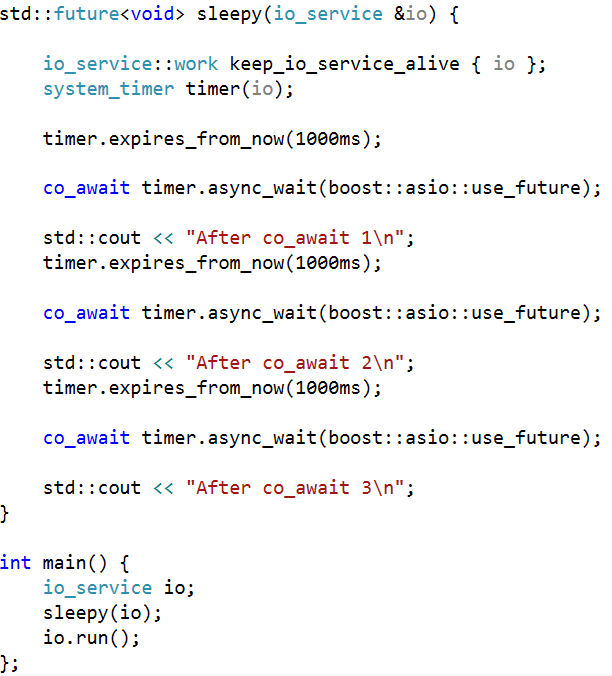 std::future<void> sleepy(io_service &io) {
io_service::work keep_io_service_alive { io };
system_timer timer(io);
timer.expires_from_now(1000ms);
co_await timer.async_wait(boost::asio::use_future);
std::cout << "After co_await 1\n";
timer.expires_from_now(1000ms);
co_await timer.async_wait(boost::asio::use_future);
std::cout << "After co_await 2\n";
timer.expires_from_now(1000ms);
co_await timer.async_wait(boost::asio::use_future);
std::cout << "After co_await 3\n";
}
int main() {
io_service io;
sleepy(io);
io.run();
};